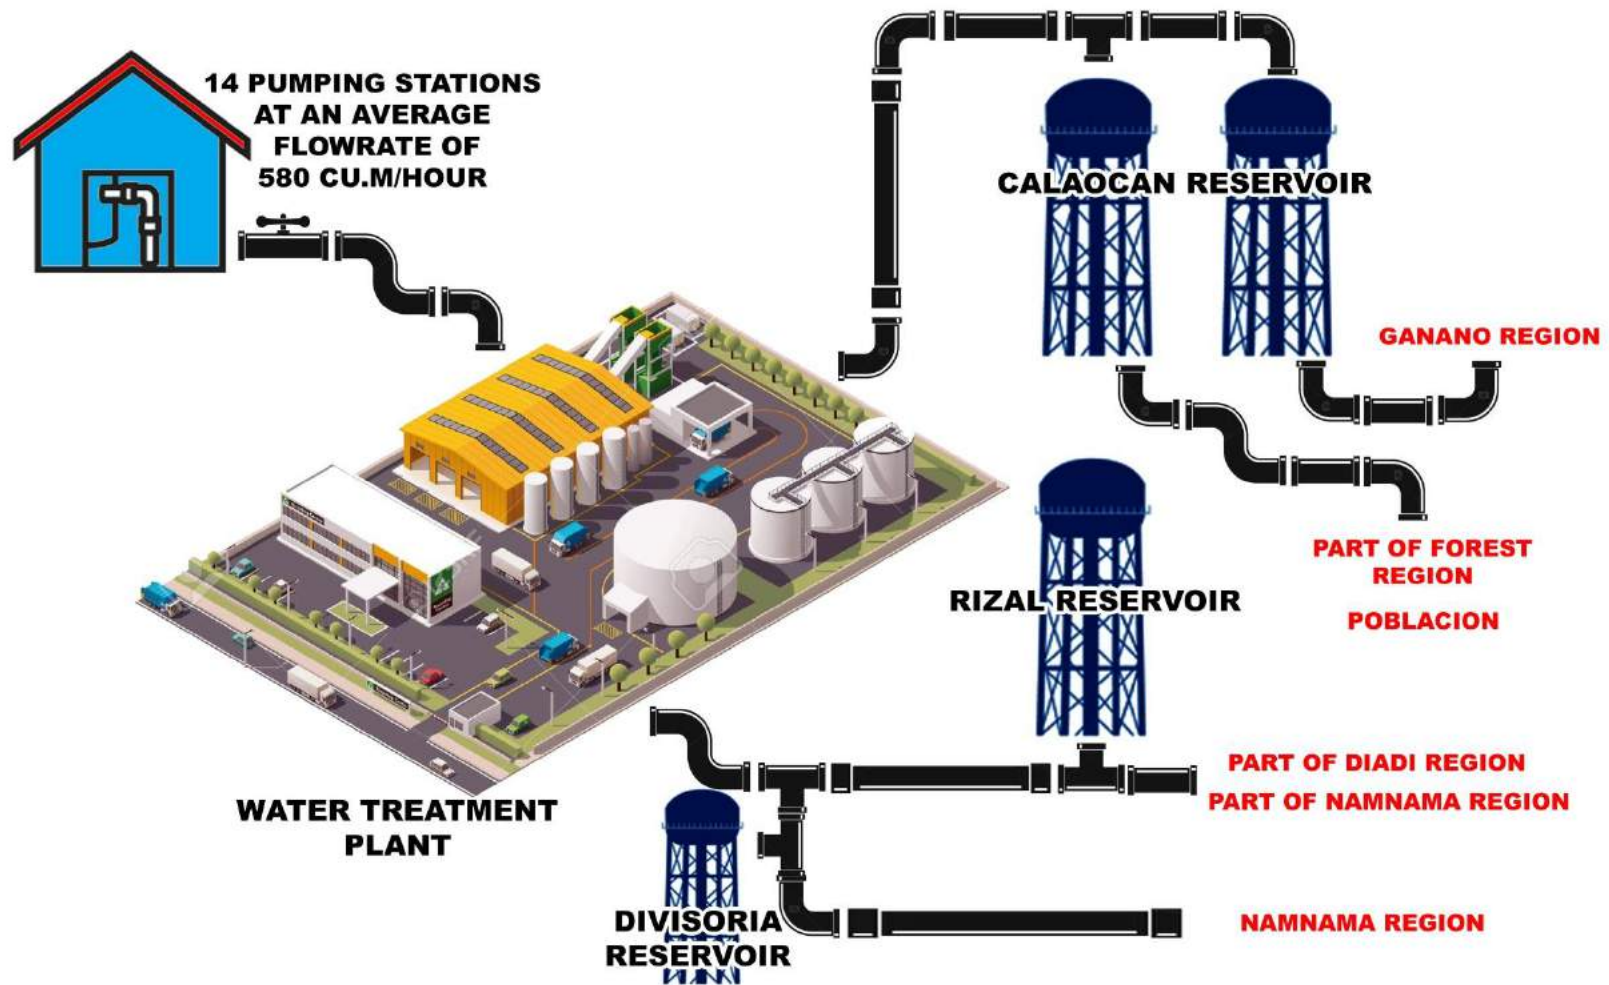 14 PUMPING STATIONS
AT AN AVERAGE
FLOWRATE OF
580 CU.M/HOUR
CALAOCAN RESERVOIR
GANANO REGION
PART OF FOREST
REGION
POBLACION
RIZAL RESERVOIR
PART OF DIADI REGION
PART OF NAMNAMA REGION
WATER TREATMENT
PLANT
DIVISORIA
RESERVOIR
NAMNAMA REGION